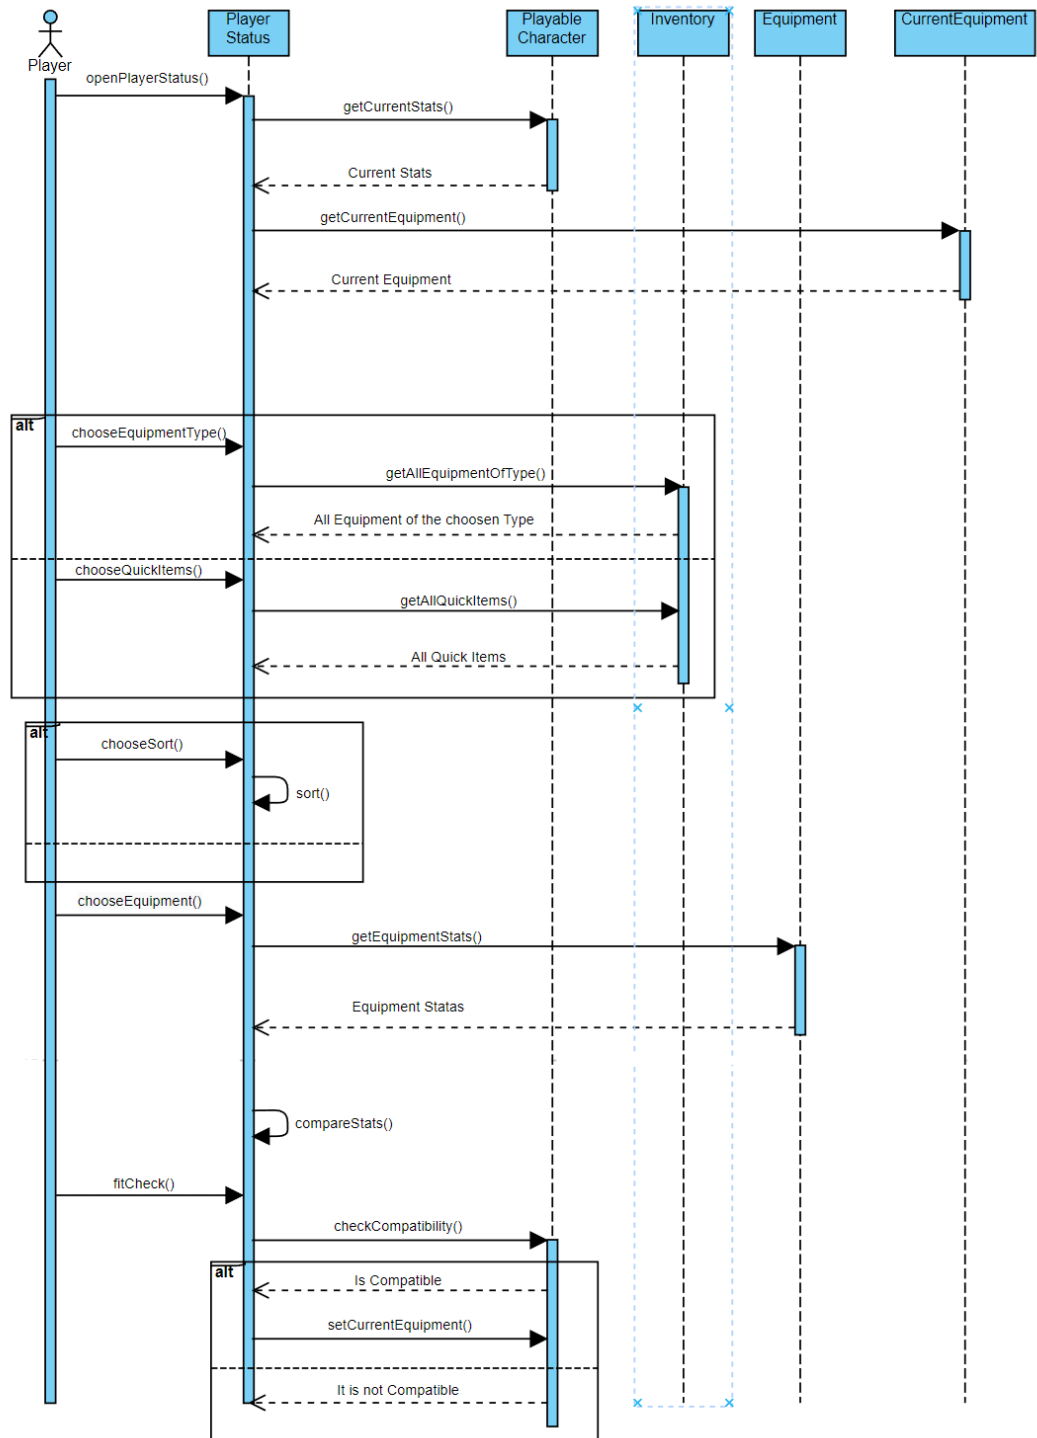 Player
Player
Status
Playable
Character
Inventory
Equipment
CurrentEquipment
openPlayerStatus()
getCurrentStats()
Current Stats
getCurrentEquipment()
Current Equipment
alt
chooseEquipmentType()
getAllEquipmentOfType()
All Equipment of the choosen Type
chooseQuickItems()
getAllQuickItems()
All Quick Items
alt
chooseSort()
sort()
chooseEquipment()
getEquipmentStats()
Equipment Statas
compareStats()
fitCheck()
checkCompatibility()
alt
Is Compatible
setCurrentEquipment()
It is not Compatible